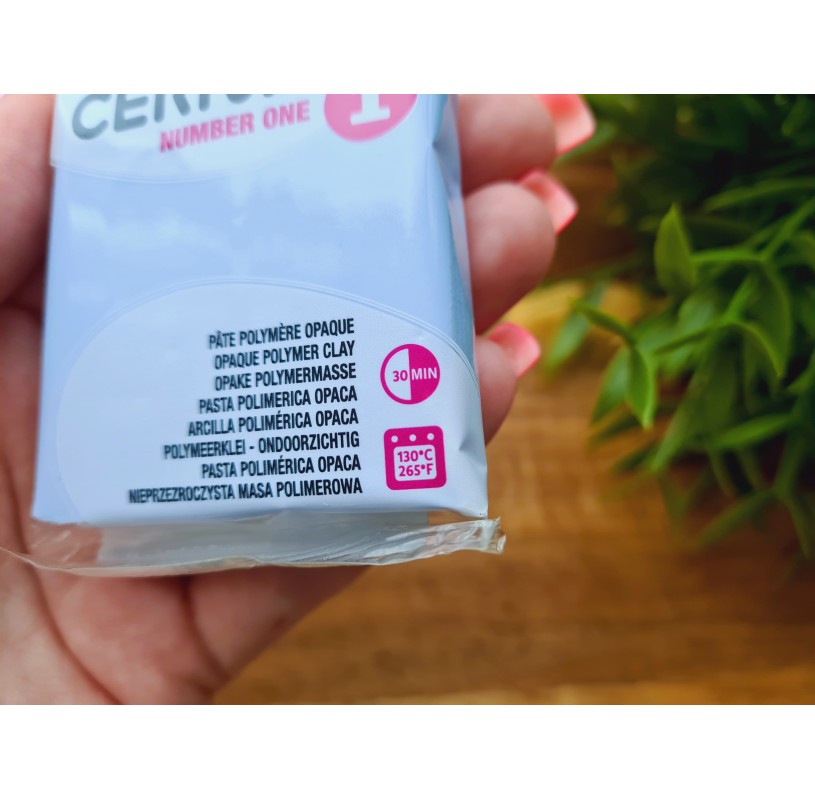 NUMBER ONE
1
PÂTE POLYMÈRE OPAQUE
OPAQUE POLYMER CLAY
OPAKE POLYMERMASSE
PASTA POLIMERICA OPACA
ARCILLA POLIMÉRICA OPACA
POLYMEERKLEI - ONDOORZICHTIG
PASTA POLIMÉRICA OPACA
NIEPRZEZROCZYSTA MASA POLIMEROWA
30 MIN
130°C
265°F